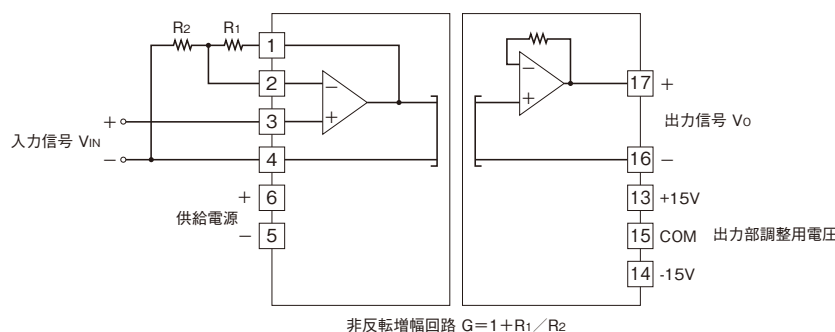 R2
R1
1
2
3
4
6
5
−
+
入力信号 VIN
+
−
供給電源
+
−
−
+
17
16
13
15
14
+
出力信号 VO
−
+15V
COM
-15V
出力部調整用電圧
非反転増幅回路 G=1+R1/R2